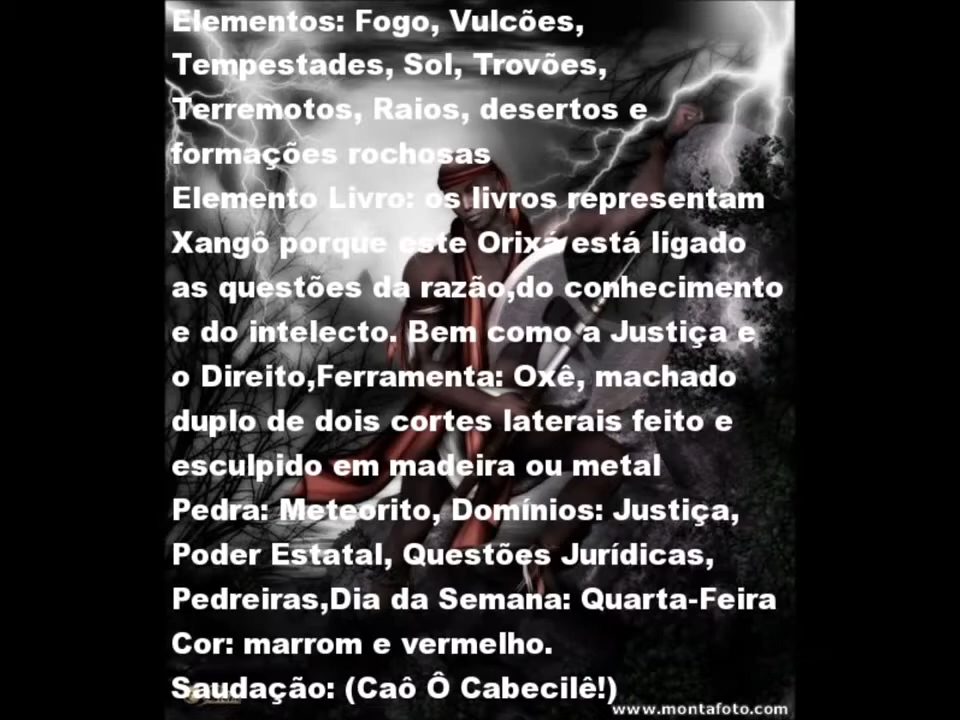 Elementos: Fogo, Vulcões,
Tempestades, Sol, Trovões,
Terremotos, Raios, desertos e
formações rochosas
Elemento Livro: os livros representam
Xangô porque este Orixá está ligado
as questões da razão,do conhecimento
e do intelecto. Bem como a Justiça e
o Direito,Ferramenta: Oxê, machado
duplo de dois cortes laterais feito e
esculpido em madeira ou metal
Pedra: Meteorito, Domínios: Justiça,
Poder Estatal, Questões Jurídicas,
Pedreiras,Dia da Semana: Quarta-Feira
Cor: marrom e vermelho.
Saudação: (Caô Ô Cabecilê!)
www.montafoto.com